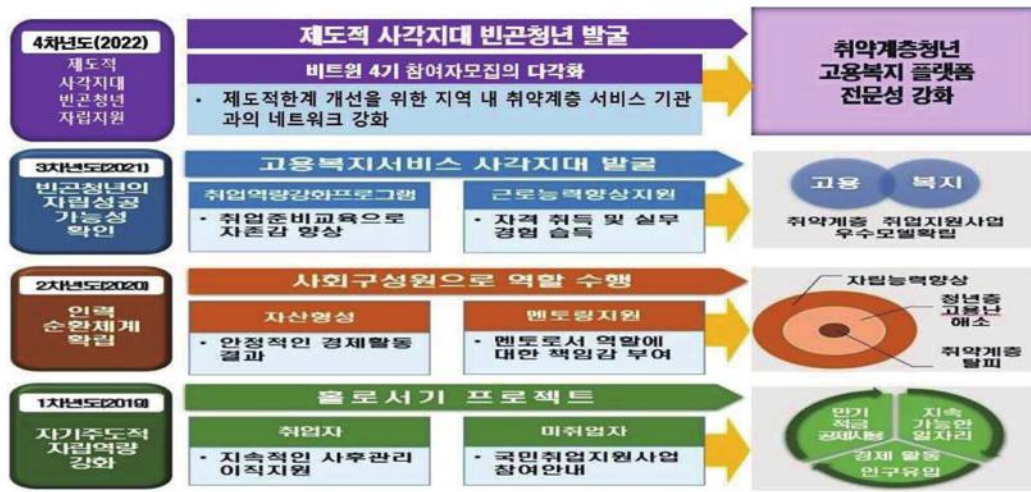 4차년도(2022)
제도적
사각지대
빈곤청년
자립지원
제도적 사각지대 빈곤청년 발굴
비트윈 4기 참여자모집의 다각화
• 제도적한계 개선을 위한 지역 내 취약계층 서비스 기관
과의 네트워크 강화
취약계층청년
고용복지 플랫폼
전문성 강화
3차년도(2021)
빈곤청년의
자립성공
가능성
확인
고용복지서비스 사각지대 발굴
취업역량강화프로그램
• 취업준비교육으로
자존감 향상
근로능력향상지원
• 자격 취득 및 실무
경험 습득
고용 복지
취약계층 취업지원사업
우수모델확립
2차년도(2020)
인력
순환체계
확립
사회구성원으로 역할 수행
자산형성
• 안정적인 경제활동
결과
멘토링지원
• 멘토로서 역할에
대한 책임감 부여
자립능력향상
청년층
고용난
해소
취약계층
탈피
1차년도(2019)
자기주도적
자립역량
강화
홀로서기 프로젝트
취업자
• 지속적인 사후관리
이직지원
미취업자
• 국민취업지원사업
참여안내
만기
적금
지속
가능한
일자리
경제 활동
인구유입